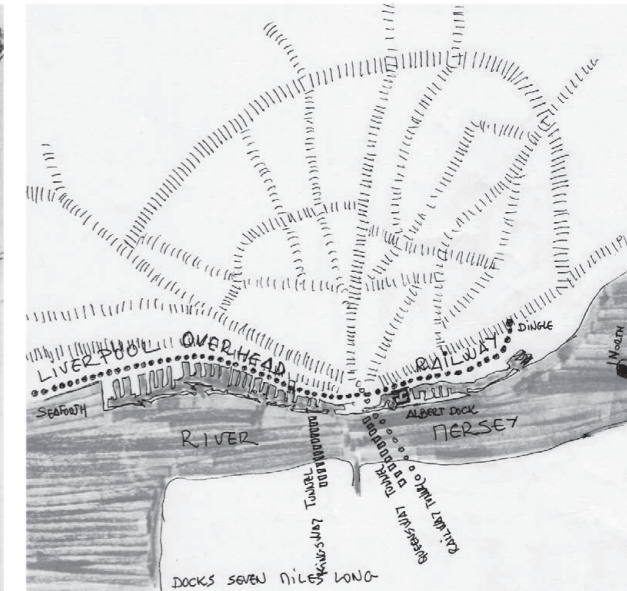 LIVERPOOL OVERHEAD RAILWAY
DINGLE
NORTH
SEAFORTH
ALBERT DOCK
RIVER MERSEY
KINGSWAY TUNNEL
QUEENSWAY TUNNEL
RAILWAY TUNNEL
DOCKS SEVEN MILES LONG